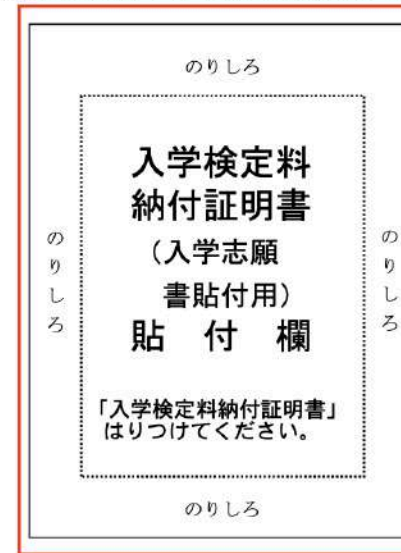 のりしろ
入学検定料
納付証明書
（入学志願
書貼付用）
貼　付　欄
のりしろ
のりしろ
「入学検定料納付証明書」
はりつけてください。
のりしろ